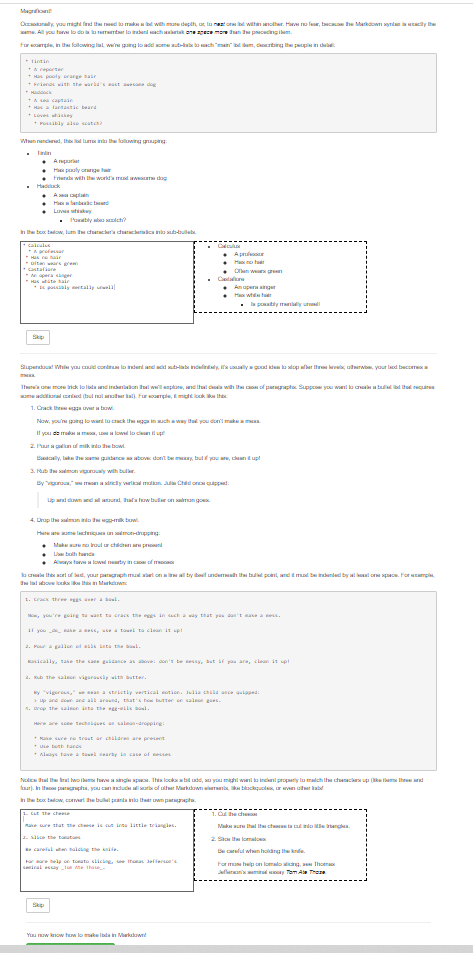 Magnificent!
Occasionally, you might find the need to make a list with more depth, or, to nest one list within another. Have no fear, because the Markdown syntax is exactly the
same. All you have to do is to remember to indent each asterisk one space more than the preceding item.
For example, in the following list, we're going to add some sub-lists to each "main" list item, describing the people in detail:
* Tintin
* A reporter
* Has poofy orange hair
* Friends with the world's most awesome dog
* Haddock
* A sea captain
* Has a fantastic beard
* Loves whiskey
* Possibly also scotch?
When rendered, this list turns into the following grouping:
• Tintin
• A reporter
• Has poofy orange hair
• Friends with the world's most awesome dog
• Haddock
• A sea captain
• Has a fantastic beard
• Loves whiskey
• Possibly also scotch?
In the box below, turn the character's characteristics into sub-bullets.
* Calculus
* A professor
* Has no hair
* Often wears green
* Castafiore
* An opera singer
* Has white hair
* Is possibly mentally unwell
• Calculus
• A professor
• Has no hair
• Often wears green
• Castafiore
• An opera singer
• Has white hair
• Is possibly mentally unwell
Skip
Stupendous! While you could continue to indent and add sub-lists indefinitely, it's usually a good idea to stop after three levels; otherwise, your text becomes a
mess.
There's one more trick to lists and indentation that we'll explore, and that deals with the case of paragraphs. Suppose you want to create a bullet list that requires
some additional context (but not another list). For example, it might look like this:
1. Crack three eggs over a bowl.
Now, you're going to want to crack the eggs in such a way that you don't make a mess.
If you do make a mess, use a towel to clean it up!
2. Pour a gallon of milk into the bowl.
Basically, take the same guidance as above: don't be messy, but if you are, clean it up!
3. Rub the salmon vigorously with butter.
By "vigorous," we mean a strictly vertical motion. Julia Child once quipped:
Up and down and all around, that's how butter on salmon goes.
4. Drop the salmon into the egg-milk bowl.
Here are some techniques on salmon-dropping:
• Make sure no trout or children are present
• Use both hands
• Always have a towel nearby in case of messes
To create this sort of text, your paragraph must start on a line all by itself underneath the bullet point, and it must be indented by at least one space. For example,
the list above looks like this in Markdown:
1. Crack three eggs over a bowl.
Now, you're going to want to crack the eggs in such a way that you don't make a mess.
If you _do_ make a mess, use a towel to clean it up!
2. Pour a gallon of milk into the bowl.
Basically, take the same guidance as above: don't be messy, but if you are, clean it up!
3. Rub the salmon vigorously with butter.
By "vigorous," we mean a strictly vertical motion. Julia Child once quipped:
> Up and down and all around, that's how butter on salmon goes.
4. Drop the salmon into the egg-milk bowl.
Here are some techniques on salmon-dropping:
* Make sure no trout or children are present
* Use both hands
* Always have a towel nearby in case of messes
Notice that the first two items have a single space. This looks a bit odd, so you might want to indent properly to match the characters up (like items three and
four). In these paragraphs, you can include all sorts of other Markdown elements, like blockquotes, or even other lists!
In the box below, convert the bullet points into their own paragraphs.
1. Cut the cheese
Make sure that the cheese is cut into little triangles.
2. Slice the tomatoes
Be careful when holding the knife.
For more help on tomato slicing, see Thomas Jefferson's
seminal essay _Tom Ate Those_.
1. Cut the cheese
Make sure that the cheese is cut into little triangles.
2. Slice the tomatoes
Be careful when holding the knife.
For more help on tomato slicing, see Thomas
Jefferson's seminal essay Tom Ate Those.
Skip
You now know how to make lists in Markdown!